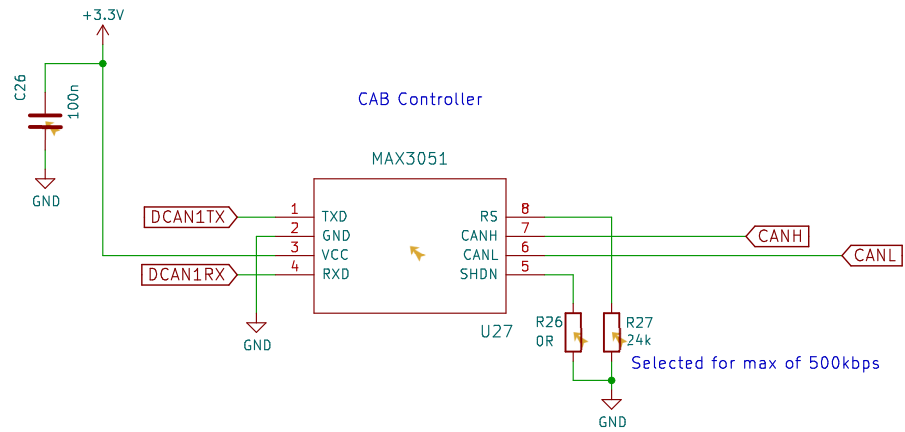 +3.3V
C26
100n
GND
CAB Controller
MAX3051
DCAN1TX
1
TXD
2
GND
3
VCC
DCAN1RX
4
RXD
RS
8
CANH
7
CANH
CANL
6
CANL
SHDN
5
U27
GND
R26
0R
R27
24k
Selected for max of 500kbps
GND